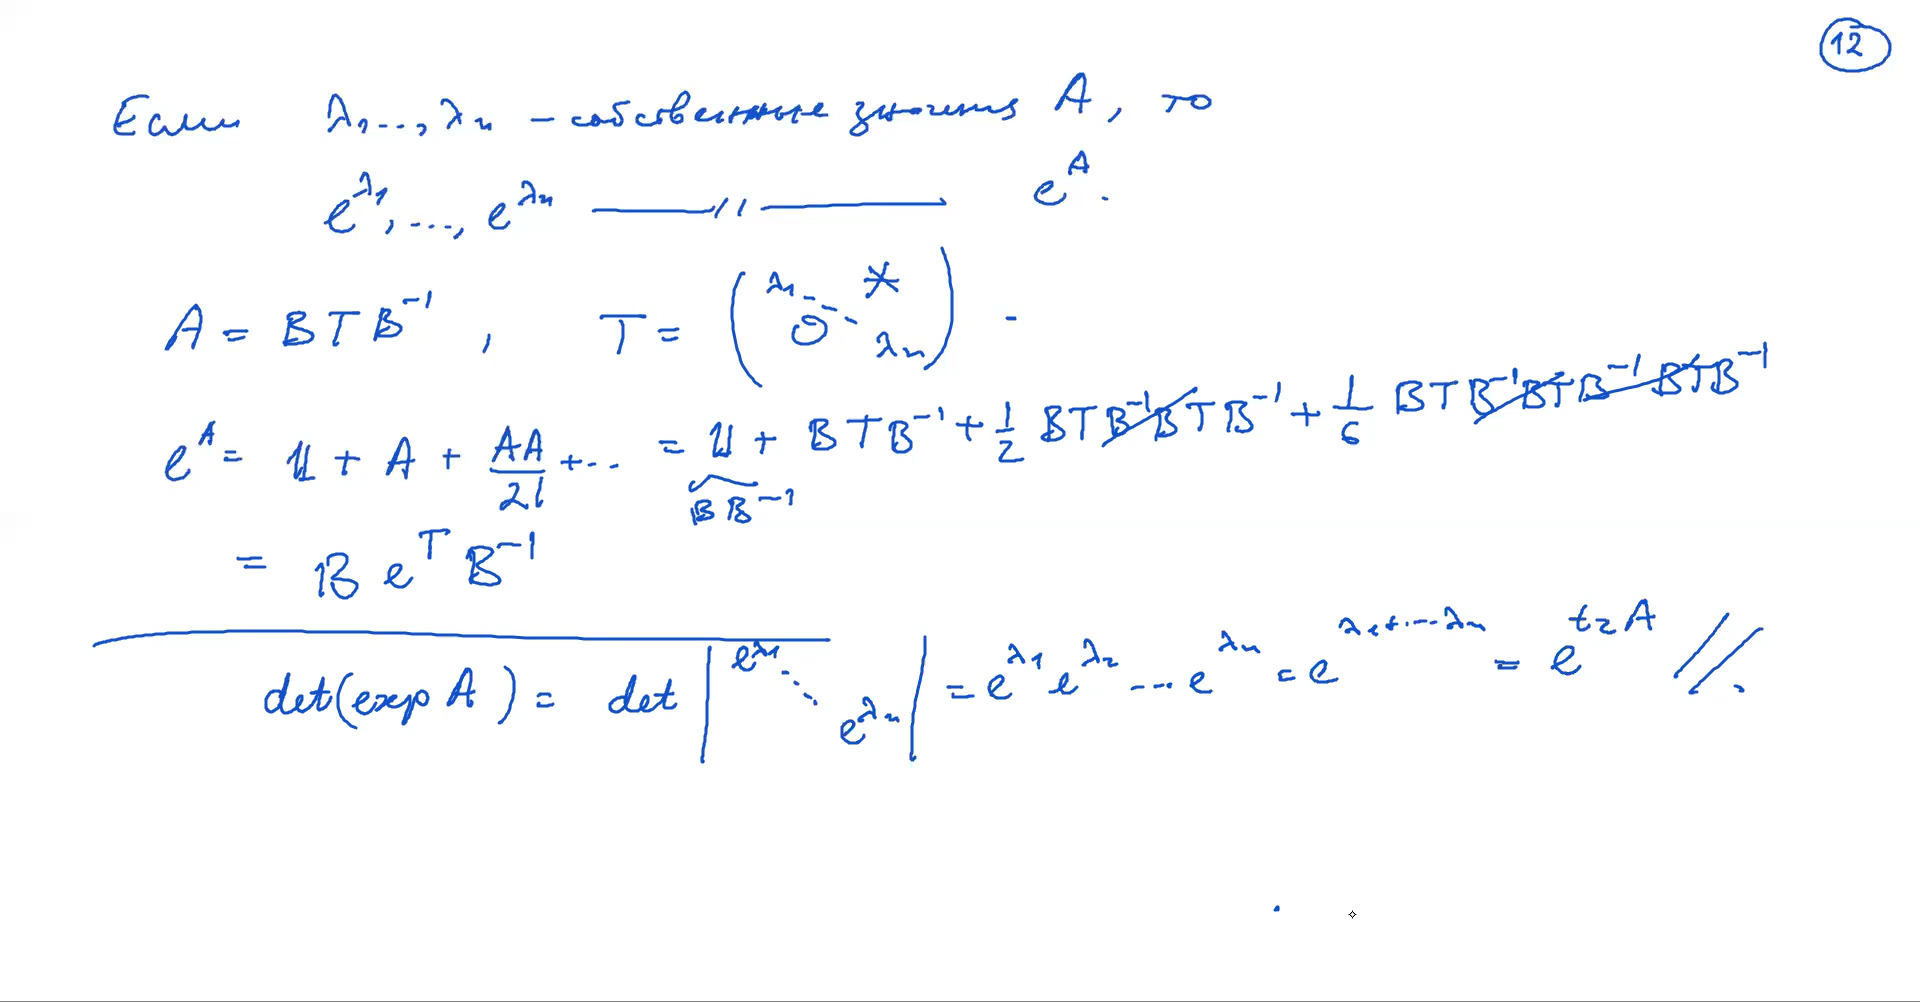 12
Если λ₁,...,λₙ – собственные значения A, то
e^{λ₁}, ..., e^{λₙ} ——//—— e^A.
A = BTB⁻¹, T = (λ₁ * 0 λₙ) -
e^A = 𝟙 + A + AA/2! + ... = 𝟙 + BTB⁻¹ + 1/2 BTB⁻¹BTB⁻¹ + 1/6 BTB⁻¹BTB⁻¹BTB⁻¹
BB⁻¹
= B e^T B⁻¹
det(exp A) = det |e^{λ₁} ... e^{λₙ}| = e^{λ₁} e^{λ₂} ... e^{λₙ} = e^{λ₁+...λₙ} = e^{tr A} //.